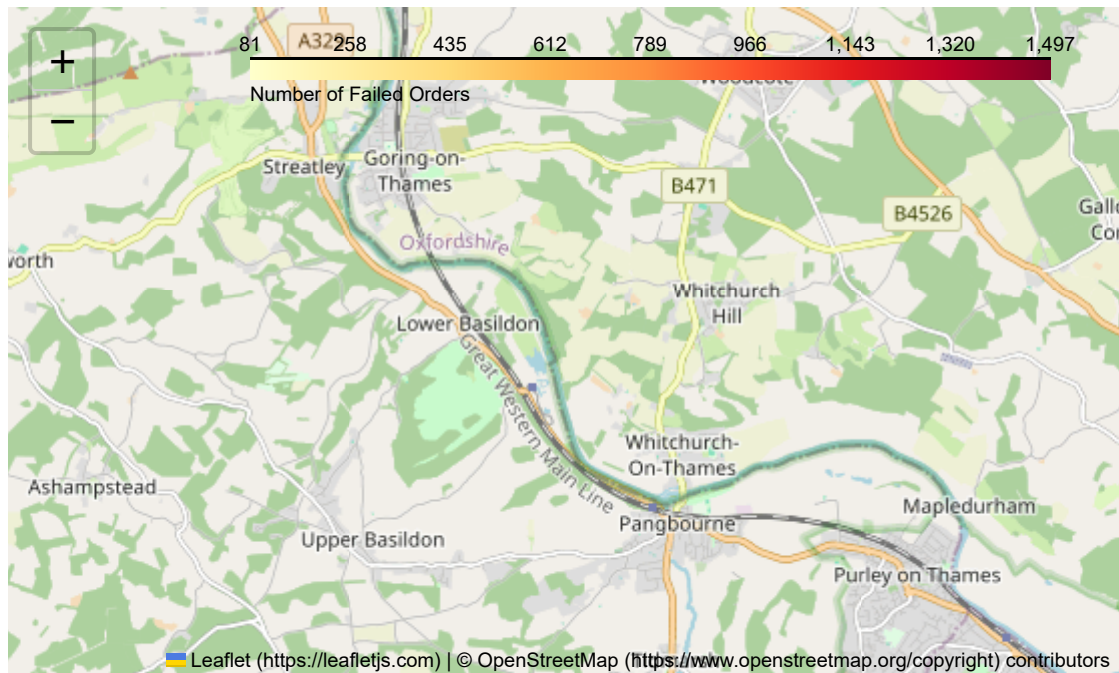 +
−
81 258 435 612 789 966 1,143 1,320 1,497
Number of Failed Orders
Woodcote
Streatley
Goring-on-
Thames
B471
B4526
Oxfordshire
Whitchurch
Hill
Lower Basildon
Great Western Main Line
Whitchurch-
On-Thames
Ashampstead
Mapledurham
Pangbourne
Upper Basildon
Purley on Thames
Leaflet (https://leafletjs.com) | © OpenStreetMap (https://www.openstreetmap.org/copyright) contributors